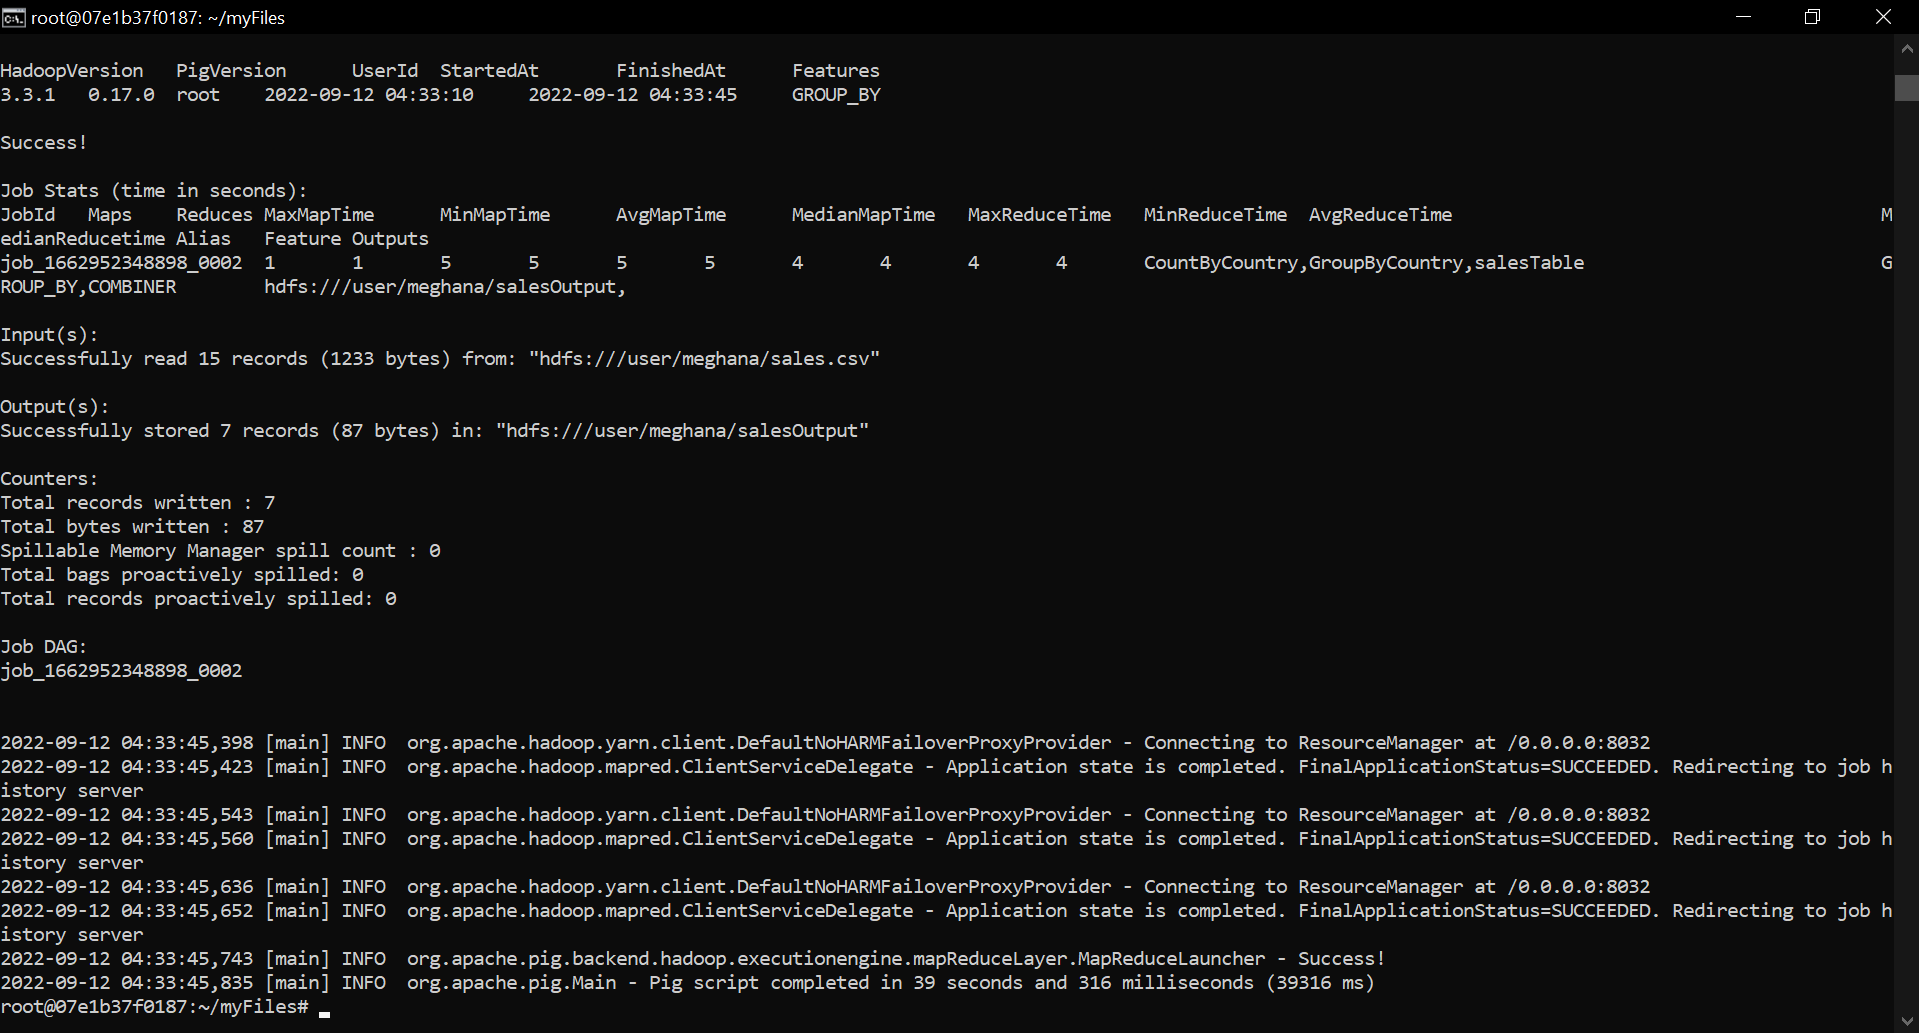 root@07e1b37f0187: ~/myFiles
HadoopVersion   PigVersion      UserId  StartedAt       FinishedAt      Features
3.3.1   0.17.0  root    2022-09-12 04:33:10     2022-09-12 04:33:45     GROUP_BY
Success!
Job Stats (time in seconds):
JobId   Maps    Reduces MaxMapTime      MinMapTime      AvgMapTime      MedianMapTime   MaxReduceTime   MinReduceTime  AvgReduceTime   M
edianReducetime Alias   Feature Outputs
job_1662952348898_0002  1       1       5       5       5       5       4       4       4       4       CountByCountry,GroupByCountry,salesTable        G
ROUP_BY,COMBINER        hdfs:///user/meghana/salesOutput,
Input(s):
Successfully read 15 records (1233 bytes) from: "hdfs:///user/meghana/sales.csv"
Output(s):
Successfully stored 7 records (87 bytes) in: "hdfs:///user/meghana/salesOutput"
Counters:
Total records written : 7
Total bytes written : 87
Spillable Memory Manager spill count : 0
Total bags proactively spilled: 0
Total records proactively spilled: 0
Job DAG:
job_1662952348898_0002
2022-09-12 04:33:45,398 [main] INFO  org.apache.hadoop.yarn.client.DefaultNoHARMFailoverProxyProvider - Connecting to ResourceManager at /0.0.0.0:8032
2022-09-12 04:33:45,423 [main] INFO  org.apache.hadoop.mapred.ClientServiceDelegate - Application state is completed. FinalApplicationStatus=SUCCEEDED. Redirecting to job h
istory server
2022-09-12 04:33:45,543 [main] INFO  org.apache.hadoop.yarn.client.DefaultNoHARMFailoverProxyProvider - Connecting to ResourceManager at /0.0.0.0:8032
2022-09-12 04:33:45,560 [main] INFO  org.apache.hadoop.mapred.ClientServiceDelegate - Application state is completed. FinalApplicationStatus=SUCCEEDED. Redirecting to job h
istory server
2022-09-12 04:33:45,636 [main] INFO  org.apache.hadoop.yarn.client.DefaultNoHARMFailoverProxyProvider - Connecting to ResourceManager at /0.0.0.0:8032
2022-09-12 04:33:45,652 [main] INFO  org.apache.hadoop.mapred.ClientServiceDelegate - Application state is completed. FinalApplicationStatus=SUCCEEDED. Redirecting to job h
istory server
2022-09-12 04:33:45,743 [main] INFO  org.apache.pig.backend.hadoop.executionengine.mapReduceLayer.MapReduceLauncher - Success!
2022-09-12 04:33:45,835 [main] INFO  org.apache.pig.Main - Pig script completed in 39 seconds and 316 milliseconds (39316 ms)
root@07e1b37f0187:~/myFiles#